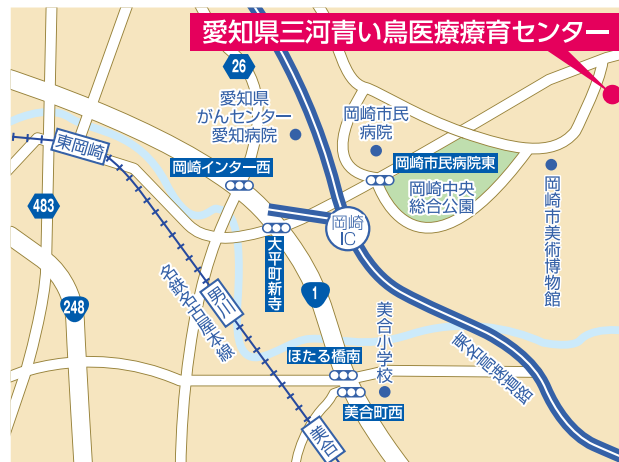 愛知県三河青い鳥医療療育センター
26
愛知県
がんセンター
愛知病院
岡崎市民
病院
東岡崎
岡崎インター西
岡崎市民病院東
岡崎中央
総合公園
岡崎市美術博物館
483
岡崎
IC
大平町新寺
248
名鉄名古屋本線
男川
1
美合小学校
ほたる橋南
東名高速道路
美合町西
美合